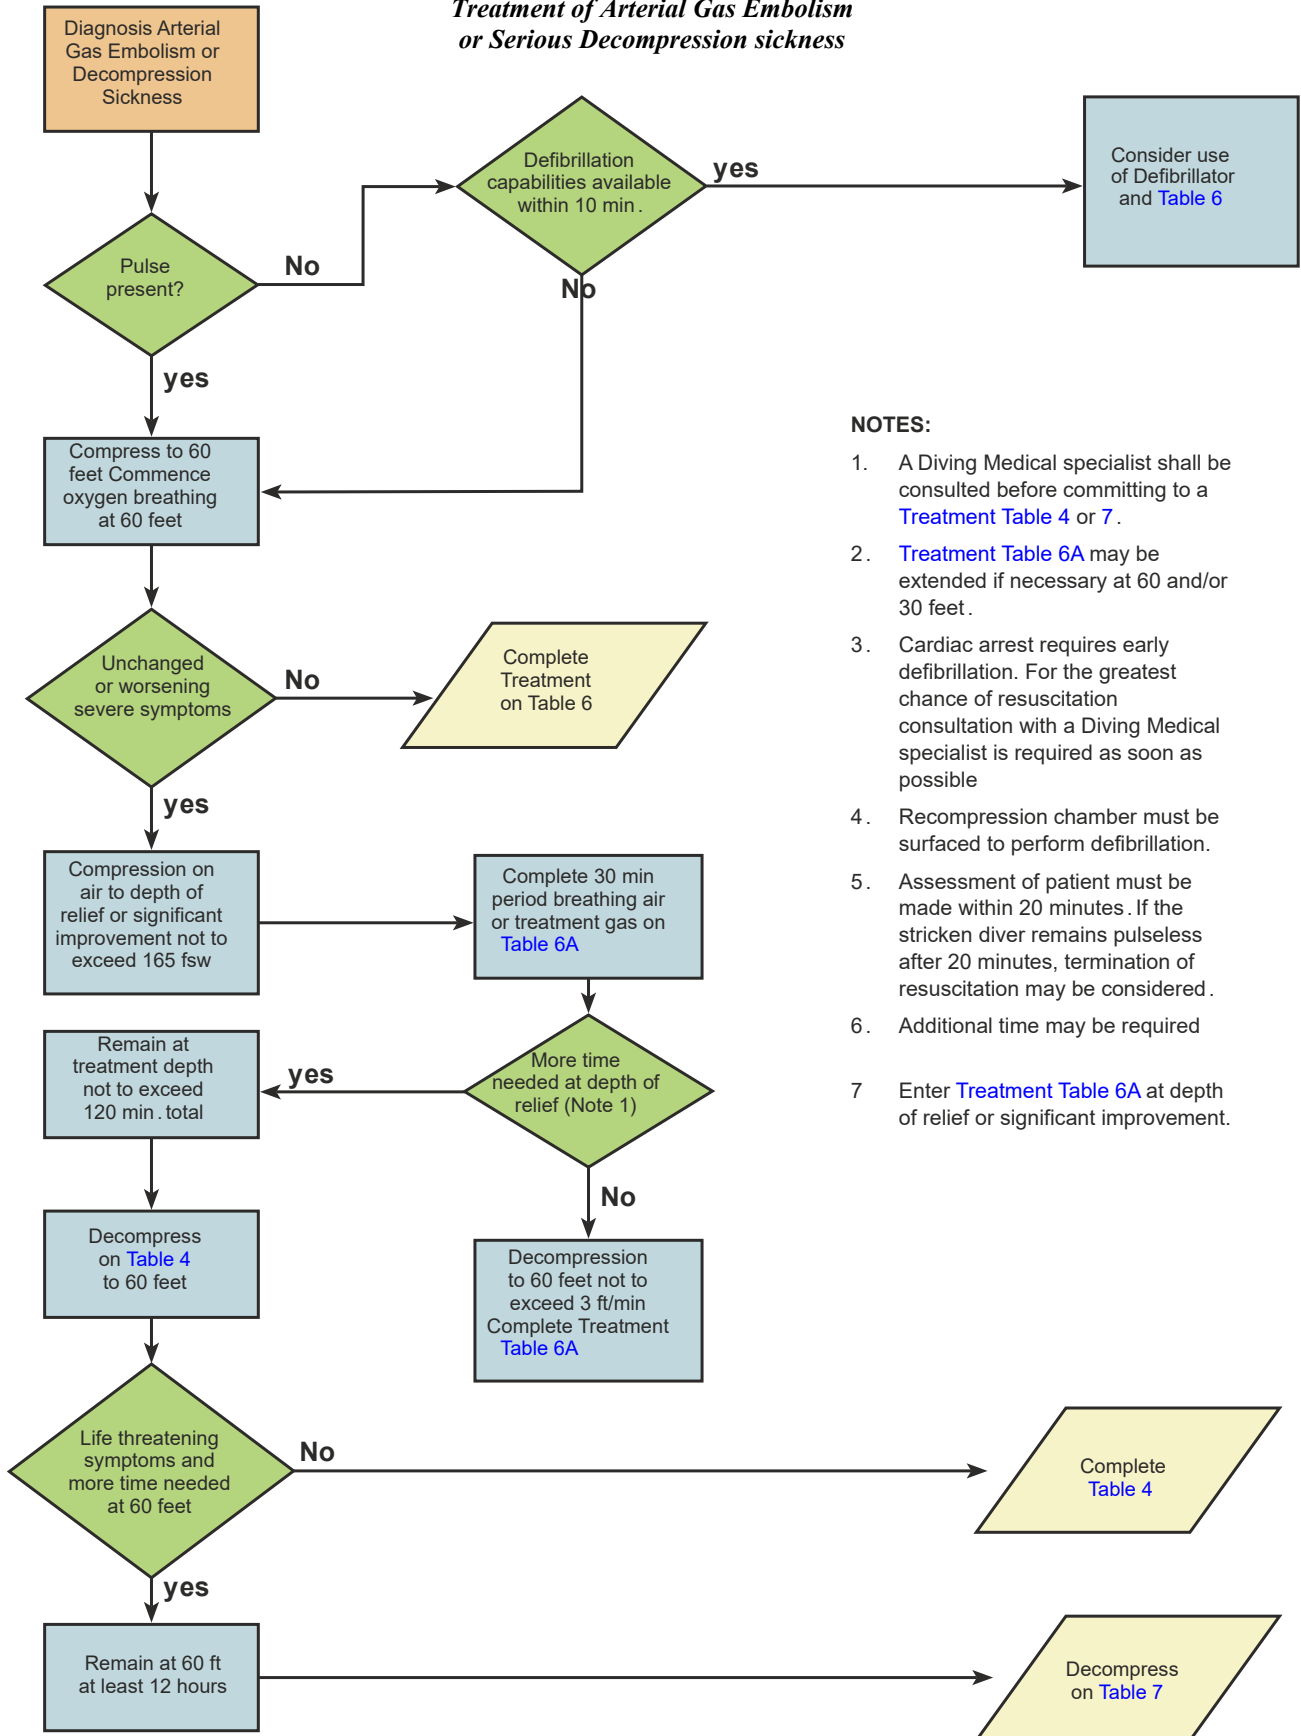 Treatment of Arterial Gas Embolism
or Serious Decompression sickness
Diagnosis Arterial
Gas Embolism or
Decompression
Sickness
Defibrillation
capabilities available
within 10 min.
yes
Consider use
of Defibrillator
and Table 6
Pulse
present?
No
No
yes
Compress to 60
feet Commence
oxygen breathing
at 60 feet
Unchanged
or worsening
severe symptoms
No
Complete
Treatment
on Table 6
yes
Compression on
air to depth of
relief or significant
improvement not to
exceed 165 fsw
Complete 30 min
period breathing air
or treatment gas on
Table 6A
More time
needed at depth of
relief (Note 1)
yes
Remain at
treatment depth
not to exceed
120 min. total
No
Decompress
on Table 4
to 60 feet
Decompression
to 60 feet not to
exceed 3 ft/min
Complete Treatment
Table 6A
Life threatening
symptoms and
more time needed
at 60 feet
No
Complete
Table 4
yes
Remain at 60 ft
at least 12 hours
Decompress
on Table 7
NOTES:
1. A Diving Medical specialist shall be
consulted before committing to a
Treatment Table 4 or 7.
2. Treatment Table 6A may be
extended if necessary at 60 and/or
30 feet.
3. Cardiac arrest requires early
defibrillation. For the greatest
chance of resuscitation
consultation with a Diving Medical
specialist is required as soon as
possible
4. Recompression chamber must be
surfaced to perform defibrillation.
5. Assessment of patient must be
made within 20 minutes. If the
stricken diver remains pulseless
after 20 minutes, termination of
resuscitation may be considered.
6. Additional time may be required
7 Enter Treatment Table 6A at depth
of relief or significant improvement.